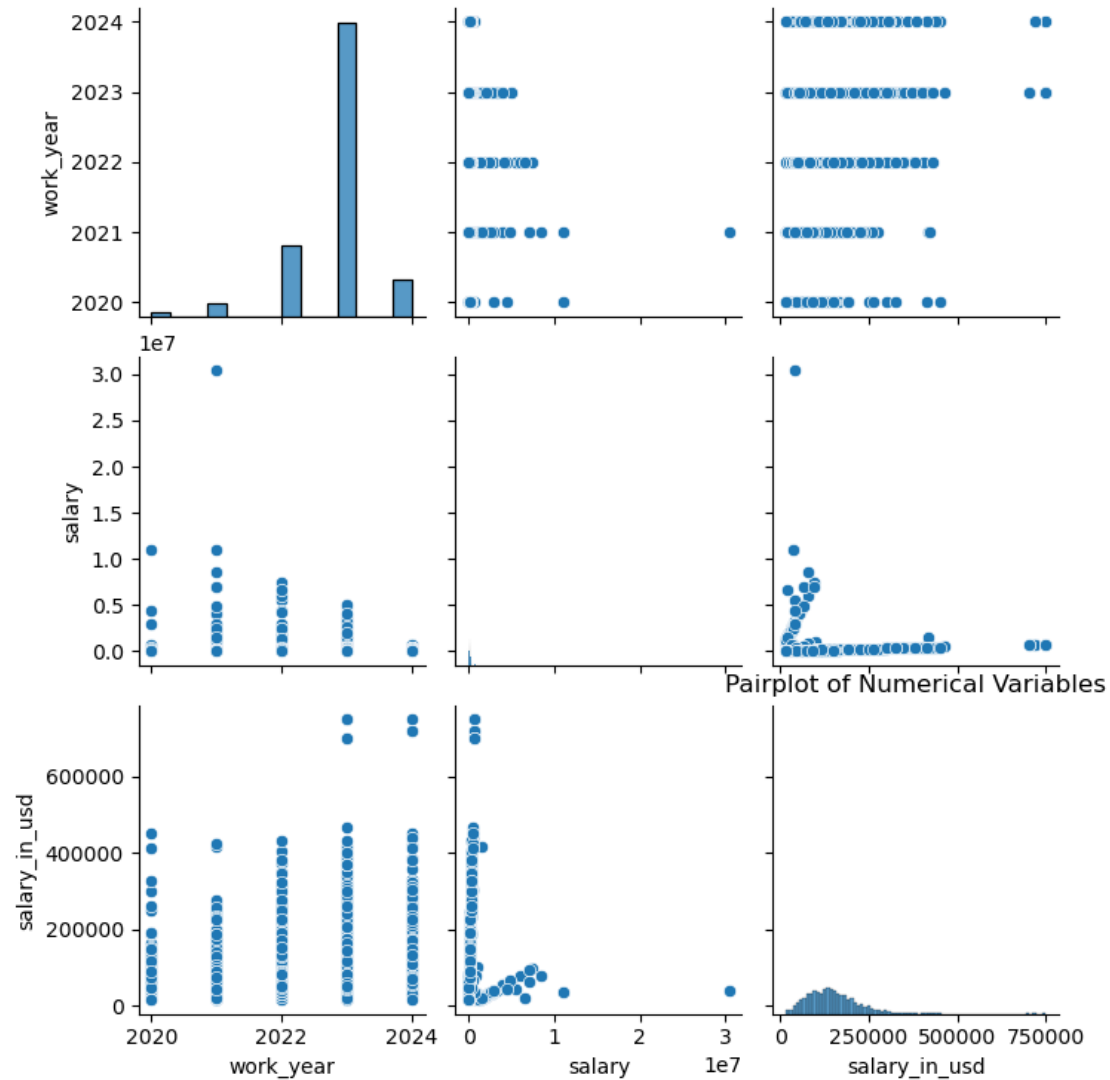 2024
2023
2022
2021
2020
work_year
1e7
3.0
2.5
2.0
1.5
1.0
0.5
0.0
salary
Pairplot of Numerical Variables
600000
400000
200000
0
salary_in_usd
2020 2022 2024
work_year
0 1 2 3
1e7
salary
0 250000 500000 750000
salary_in_usd